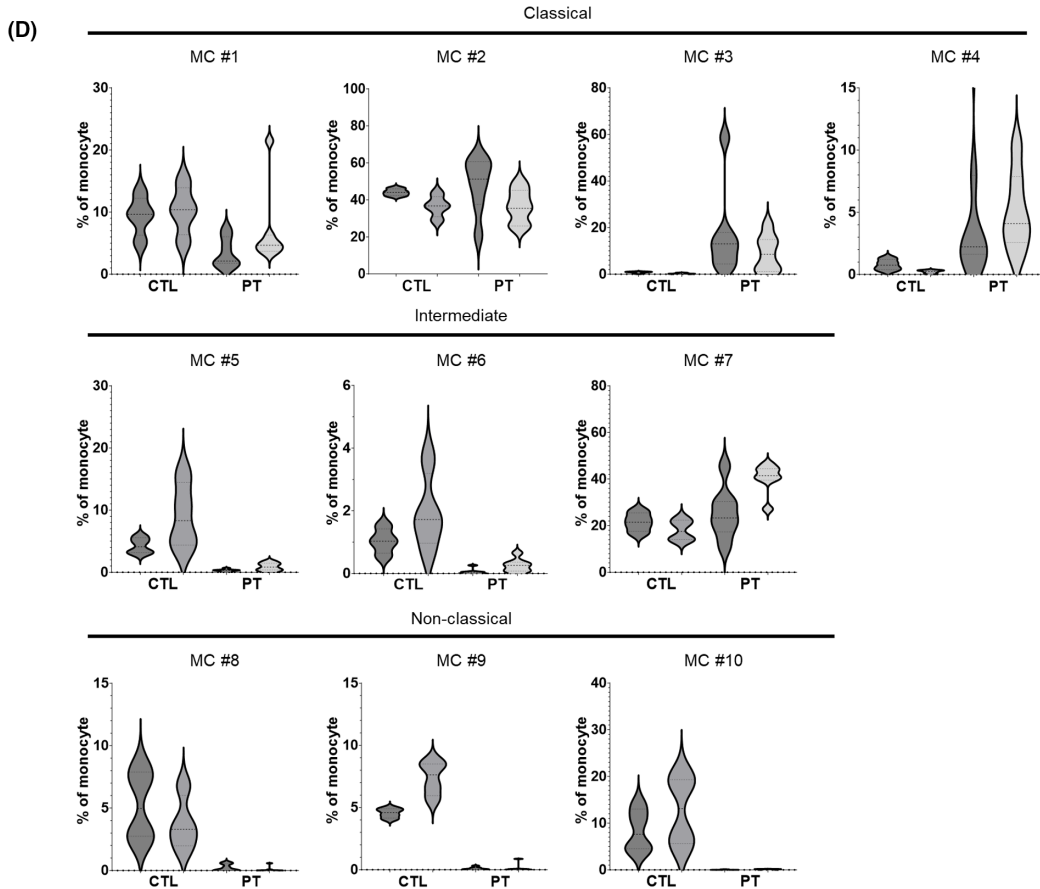 (D)
Classical
MC #1
MC #2
MC #3
MC #4
% of monocyte
30
20
10
0
CTL
PT
% of monocyte
100
80
60
40
20
0
CTL
PT
% of monocyte
80
60
40
20
0
CTL
PT
% of monocyte
15
10
5
0
CTL
PT
Intermediate
MC #5
MC #6
MC #7
% of monocyte
30
20
10
0
CTL
PT
% of monocyte
6
4
2
0
CTL
PT
% of monocyte
80
60
40
20
0
CTL
PT
Non-classical
MC #8
MC #9
MC #10
% of monocyte
15
10
5
0
CTL
PT
% of monocyte
15
10
5
0
CTL
PT
% of monocyte
40
30
20
10
0
CTL
PT